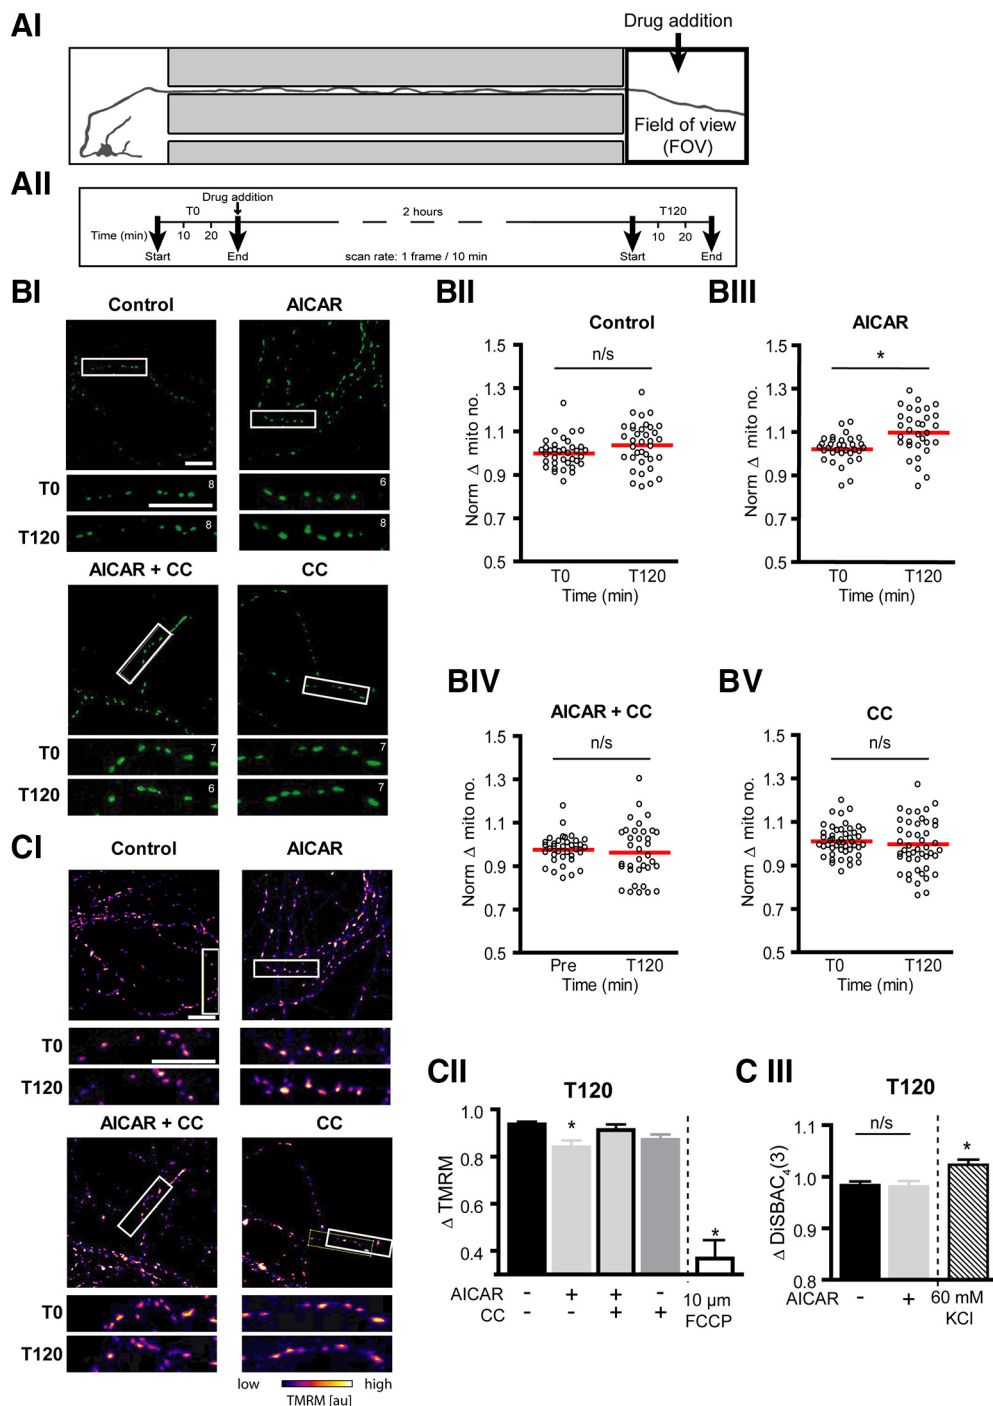 AI
Drug addition
Field of view
(FOV)
AII
Drug addition
T0
2 hours
T120
Time (min)
10
20
10
20
Start
End
scan rate: 1 frame / 10 min
Start
End
BI
Control
AICAR
T0
8
6
T120
8
8
AICAR + CC
CC
T0
7
7
T120
6
7
BII
Control
n/s
Norm Δ mito no.
1.5
1.3
1.1
0.9
0.7
0.5
T0
T120
Time (min)
BIII
AICAR
*
Norm Δ mito no.
1.5
1.3
1.1
0.9
0.7
0.5
T0
T120
Time (min)
BIV
AICAR + CC
n/s
Norm Δ mito no.
1.5
1.3
1.1
0.9
0.7
0.5
Pre
T120
Time (min)
BV
CC
n/s
Norm Δ mito no.
1.5
1.3
1.1
0.9
0.7
0.5
T0
T120
Time (min)
CI
Control
AICAR
T0
T120
AICAR + CC
CC
T0
T120
low
high
TMRM [au]
CII
T120
Δ TMRM
1.0
0.8
0.6
0.4
*
*
AICAR - + + -
CC - - + +
10 µm
FCCP
C III
T120
Δ DiSBAC4(3)
1.1
1.0
0.9
0.8
n/s
*
AICAR - +
60 mM
KCl